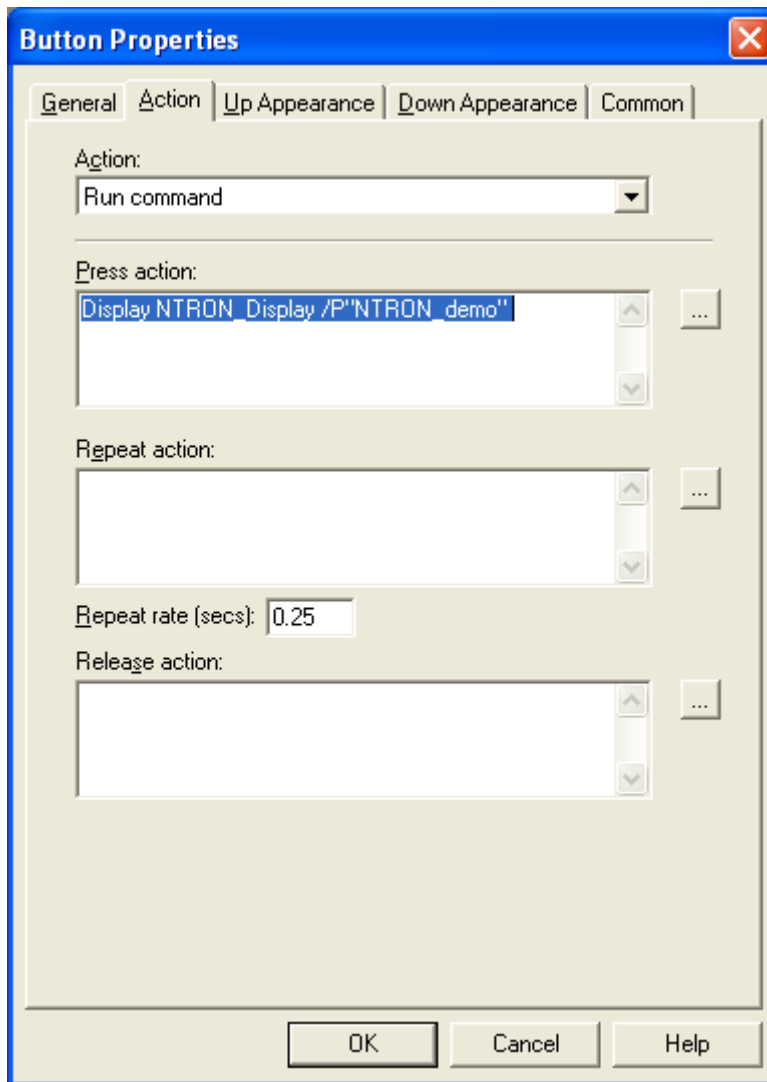 Button Properties
General Action Up Appearance Down Appearance Common
Action:
Run command
Press action:
Display NTRON_Display /P"NTRON_demo"
...
Repeat action:
...
Repeat rate (secs): 0.25
Release action:
...
OK Cancel Help